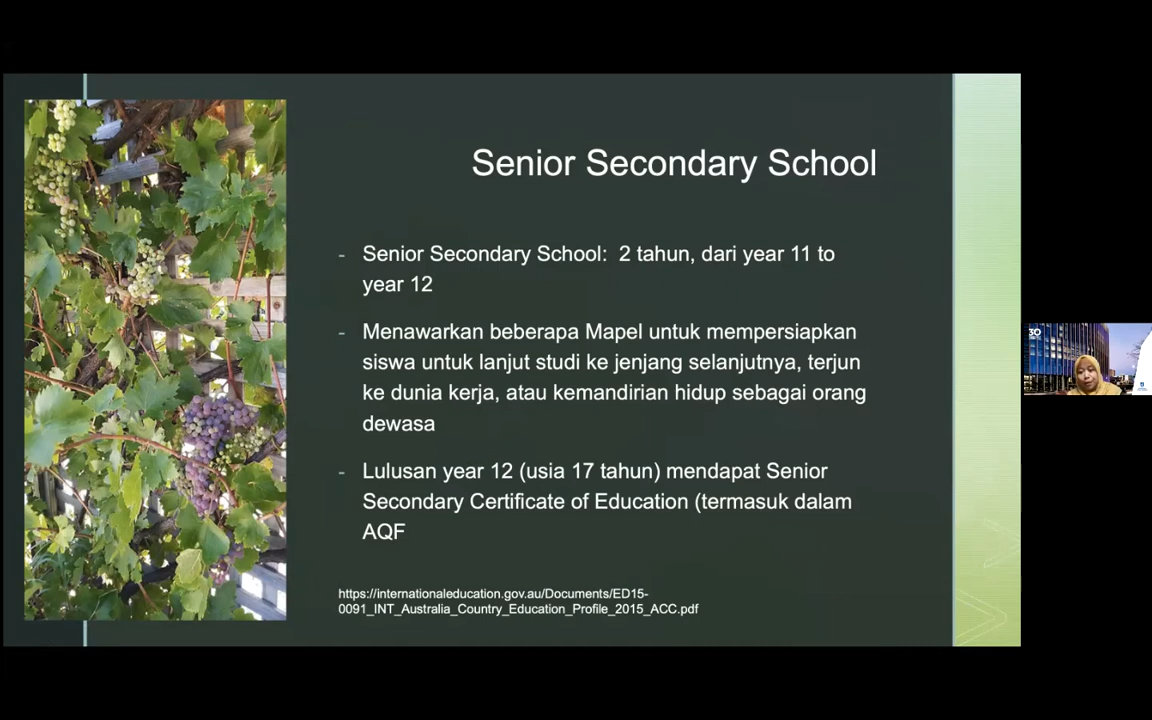 Senior Secondary School
- Senior Secondary School:  2 tahun, dari year 11 to
year 12
- Menawarkan beberapa Mapel untuk mempersiapkan
siswa untuk lanjut studi ke jenjang selanjutnya, terjun
ke dunia kerja, atau kemandirian hidup sebagai orang
dewasa
- Lulusan year 12 (usia 17 tahun) mendapat Senior
Secondary Certificate of Education (termasuk dalam
AQF
https://internationaleducation.gov.au/Documents/ED15-
0091_INT_Australia_Country_Education_Profile_2015_ACC.pdf
30